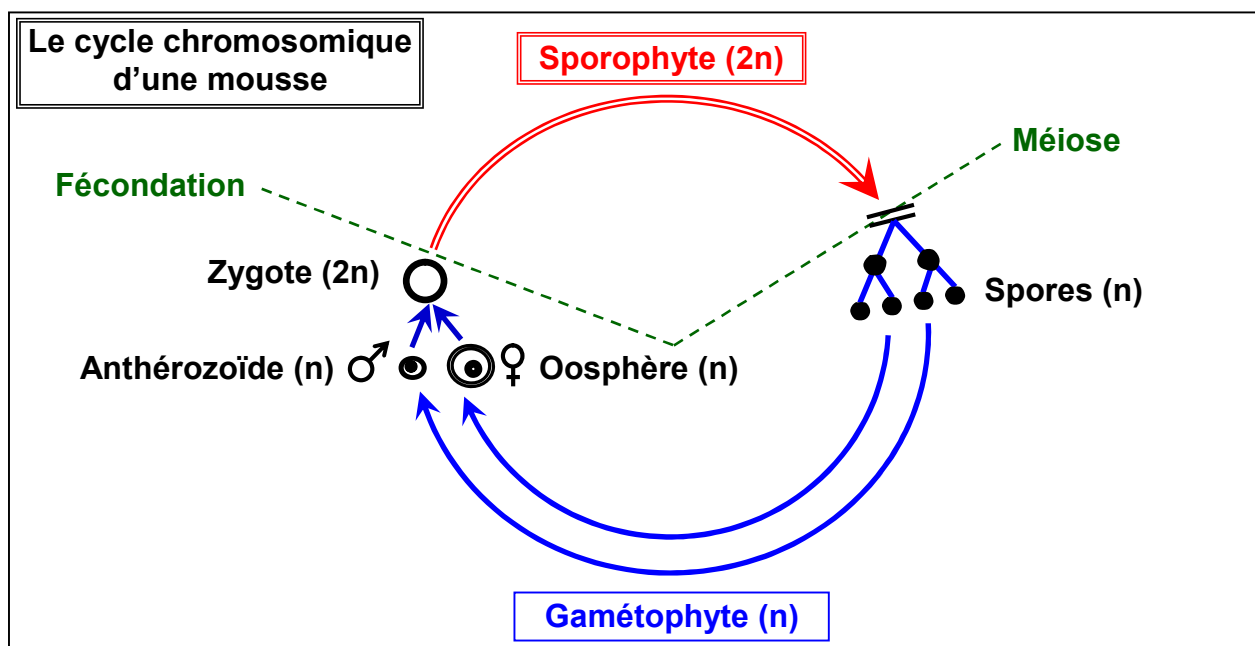 Le cycle chromosomique
d'une mousse
Sporophyte (2n)
Méiose
Fécondation
Zygote (2n)
Spores (n)
Anthérozoïde (n) ♂
♀ Oosphère (n)
Gamétophyte (n)